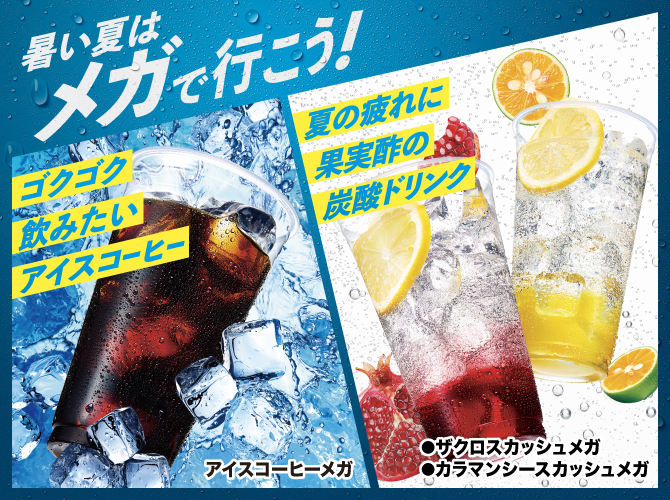 暑い夏は
メガで行こう!
ゴクゴク
飲みたい
アイスコーヒー
夏の疲れに
果実酢の
炭酸ドリンク
アイスコーヒーメガ
●ザクロスカッシュメガ
●カラマンシースカッシュメガ